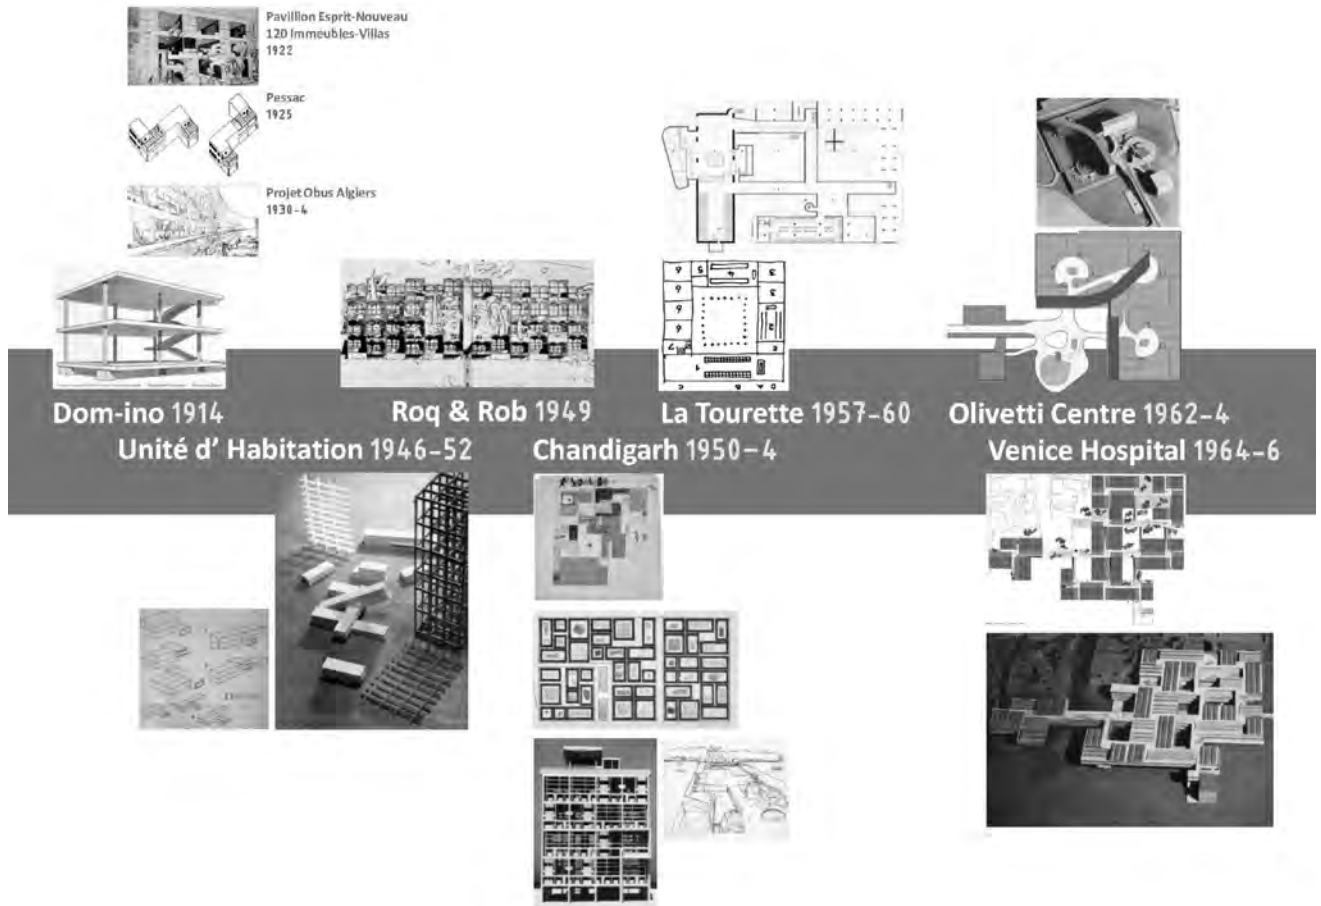 Pavillion Esprit-Nouveau
120 Immeubles-Villas
1922
Pessac
1925
Projet Obus Algiers
1930-4
Dom-ino 1914
Roq & Rob 1949
La Tourette 1957-60
Olivetti Centre 1962-4
Unité d' Habitation 1946-52
Chandigarh 1950-4
Venice Hospital 1964-6